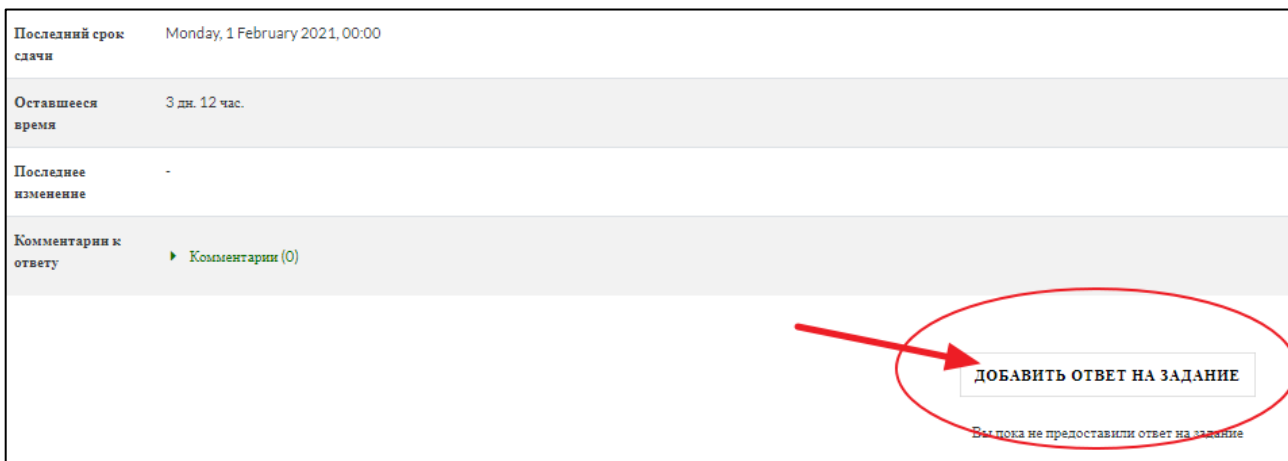 Последний срок Monday, 1 February 2021, 00:00
сдачи
Оставшееся 3 дн. 12 час.
время
Последнее -
изменение
Комментарии к
ответу Комментарии (0)
ДОБАВИТЬ ОТВЕТ НА ЗАДАНИЕ
Вы пока не предоставили ответ на задание